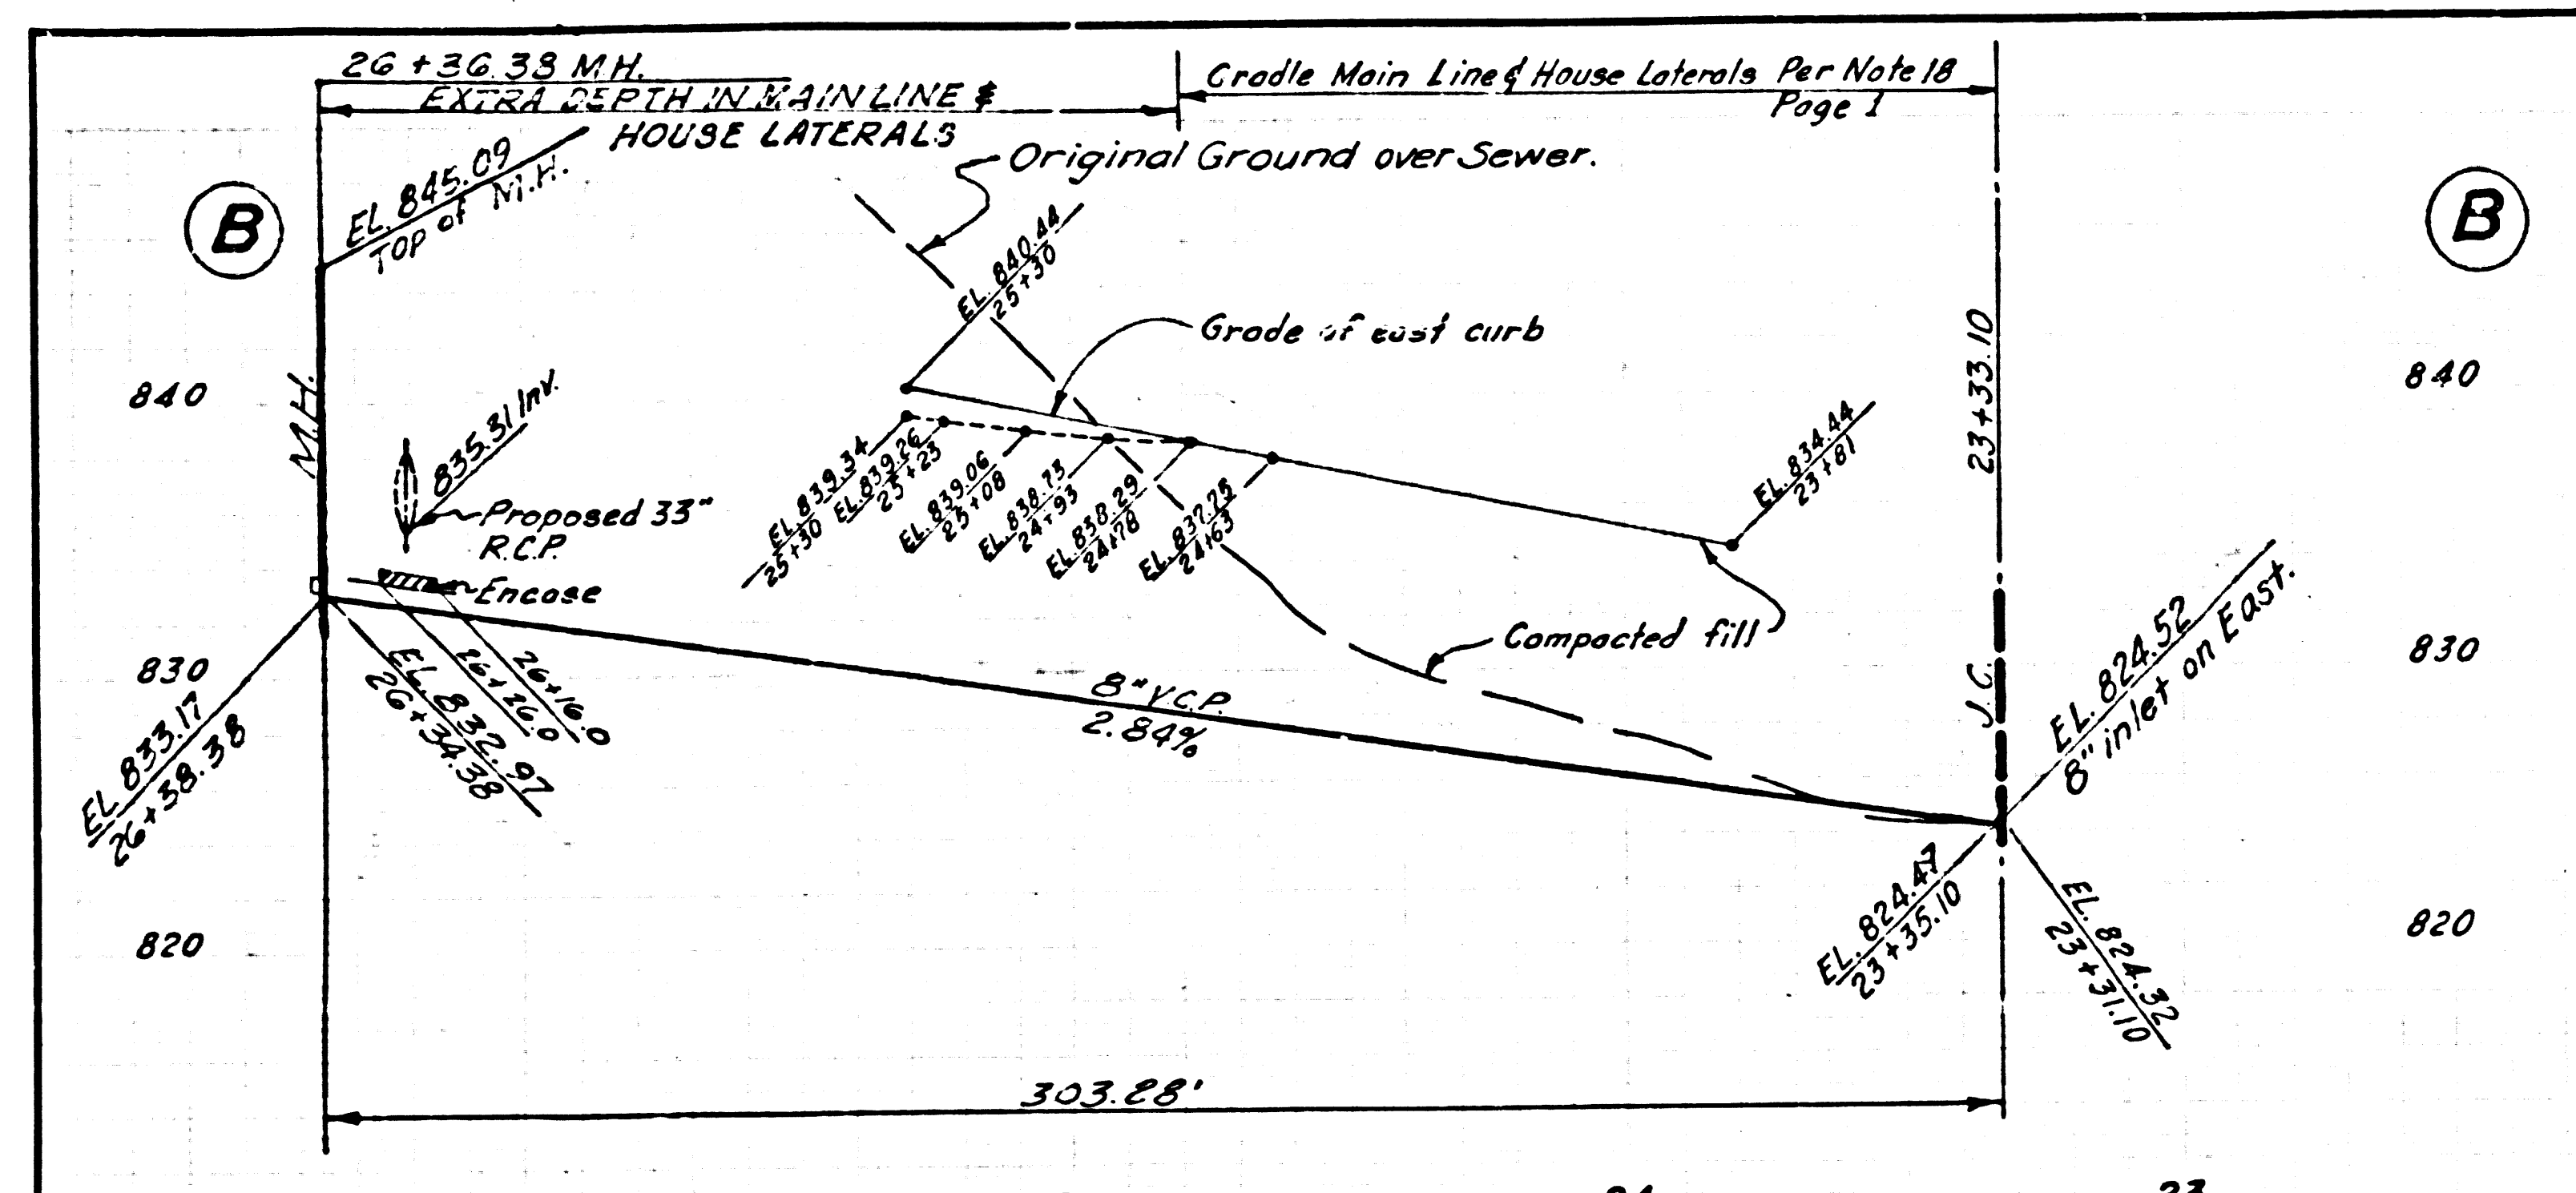 26+36.38 M.H.
EXTRA DEPTH IN MAIN LINE &
HOUSE LATERALS
Cradle Main Line & House Laterals Per Note 18
Page 1
EL. 845.09
TOP of M.H.
Original Ground over Sewer.
B
B
EL. 840.44
25+30
Grade of east curb
23+33.10
840
840
M.H.
835.31 Inv.
Proposed 33"
R.C.P.
Encase
EL. 839.34
25+30
EL. 839.26
25+23
EL. 839.06
25+08
EL. 838.73
24+93
EL. 838.29
24+78
EL. 837.75
24+63
EL. 834.44
23+81
Compacted fill
830
830
EL. 833.17
26+38.38
EL. 832.97
26+34.38
26+26.0
26+16.0
8" V.C.P.
2.84%
J.C.
EL. 824.52
8" inlet on East.
820
820
EL. 824.47
23+35.10
EL. 824.32
23+31.10
303.28'